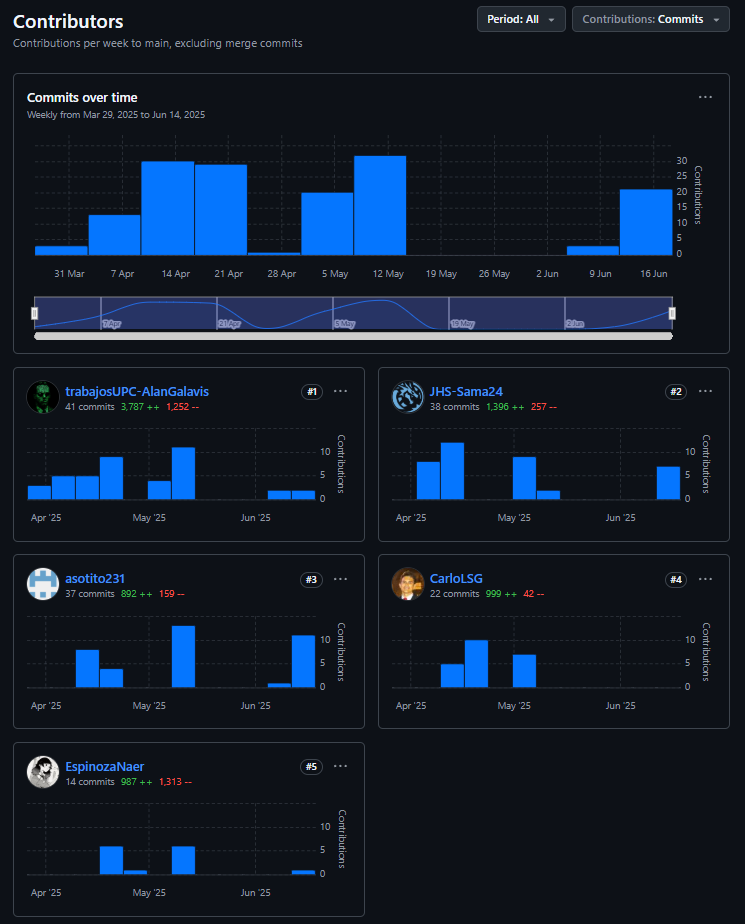 Contributors
Period: All
Contributions: Commits
Contributions per week to main, excluding merge commits
Commits over time
Weekly from Mar 29, 2025 to Jun 14, 2025
30
25
20
15
10
5
0
Contributions
31 Mar 7 Apr 14 Apr 21 Apr 28 Apr 5 May 12 May 19 May 26 May 2 Jun 9 Jun 16 Jun
7 Apr 21 Apr 5 May 19 May 2 Jun
trabajosUPC-AlanGalavis #1
41 commits 3,787 ++ 1,252 --
10
5
0
Contributions
Apr '25 May '25 Jun '25
JHS-Sama24 #2
38 commits 1,396 ++ 257 --
10
5
0
Contributions
Apr '25 May '25 Jun '25
asotito231 #3
37 commits 892 ++ 159 --
10
5
0
Contributions
Apr '25 May '25 Jun '25
CarloLSG #4
22 commits 999 ++ 42 --
10
5
0
Contributions
Apr '25 May '25 Jun '25
EspinozaNaer #5
14 commits 987 ++ 1,313 --
10
5
0
Contributions
Apr '25 May '25 Jun '25